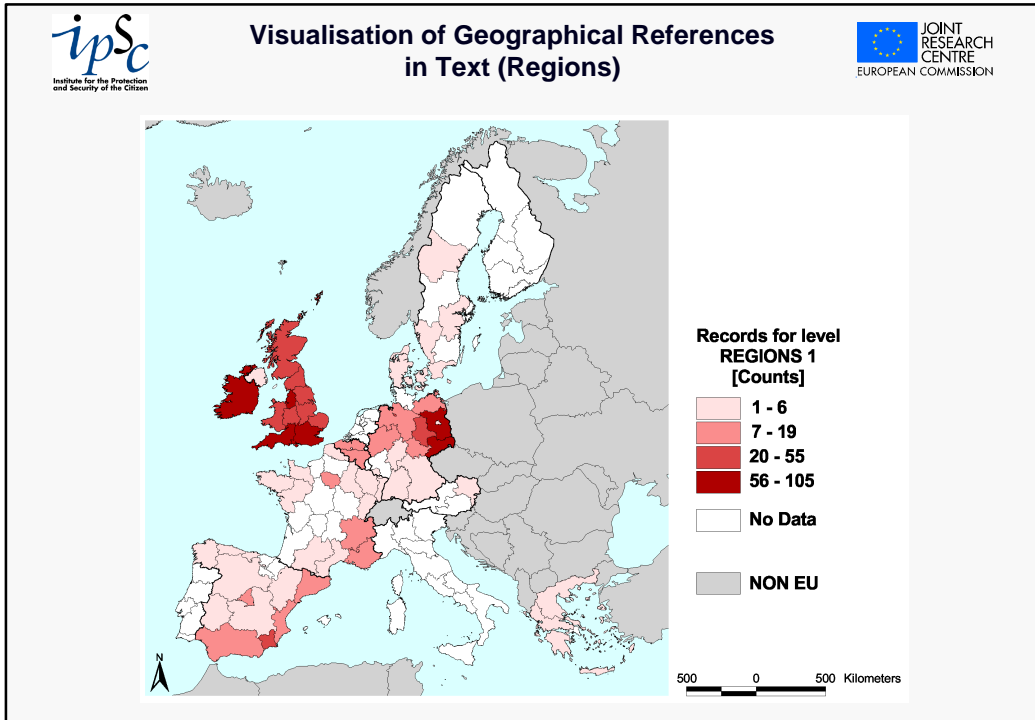 ipSc
Institute for the Protection
and Security of the Citizen
Visualisation of Geographical References
in Text (Regions)
JOINT
RESEARCH
CENTRE
EUROPEAN COMMISSION
Records for level
REGIONS 1
[Counts]
1 - 6
7 - 19
20 - 55
56 - 105
No Data
NON EU
N
500 0 500 Kilometers